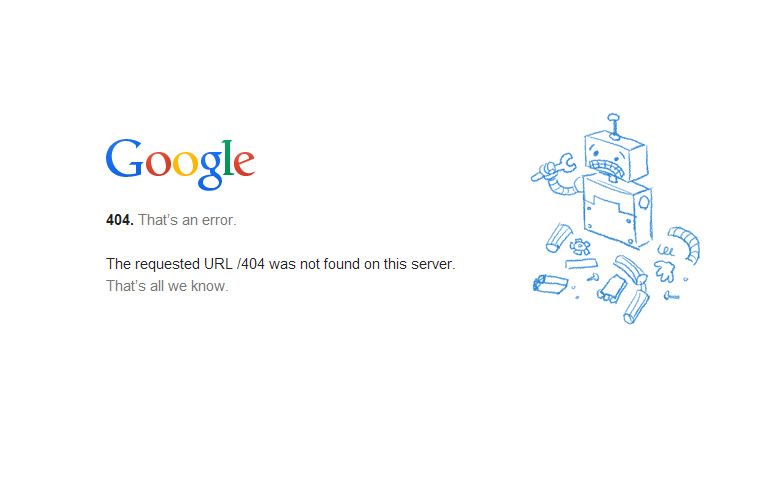 Google
404. That's an error.
The requested URL /404 was not found on this server.
That's all we know.